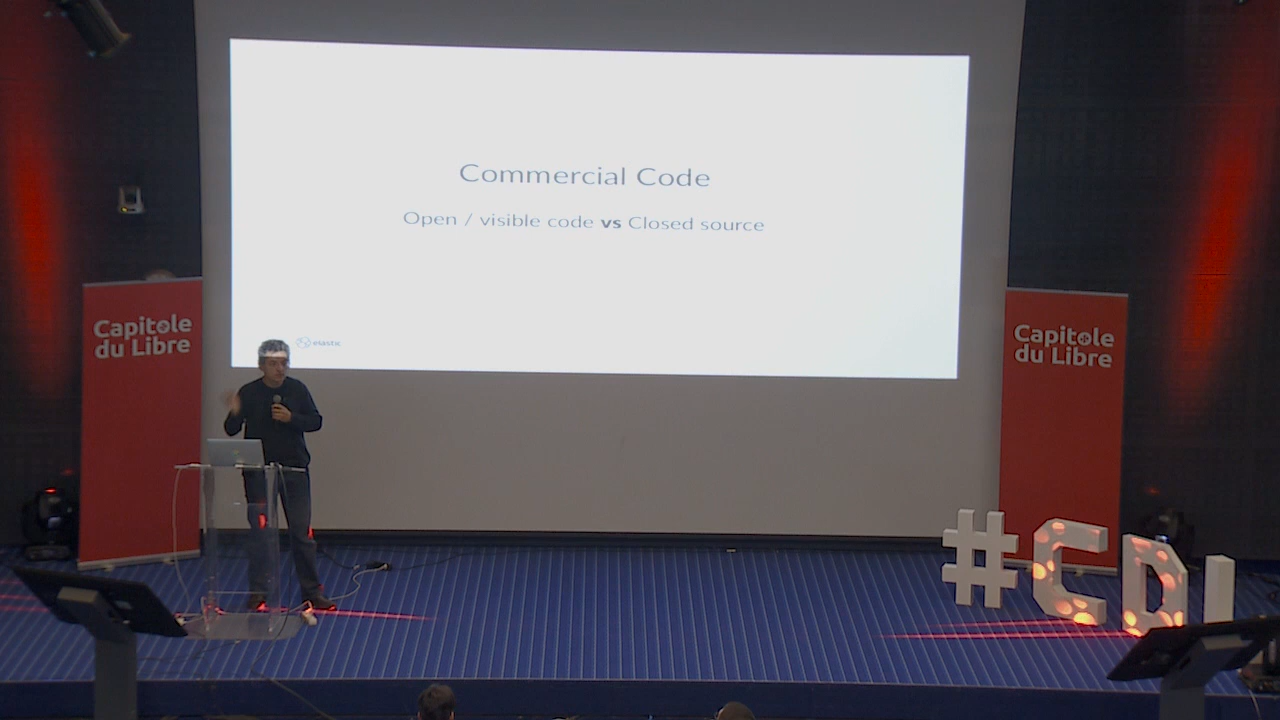 Commercial Code
Open / visible code vs Closed source
elastic
Capitole
du Libre
Capitole
du Libre
#CDL